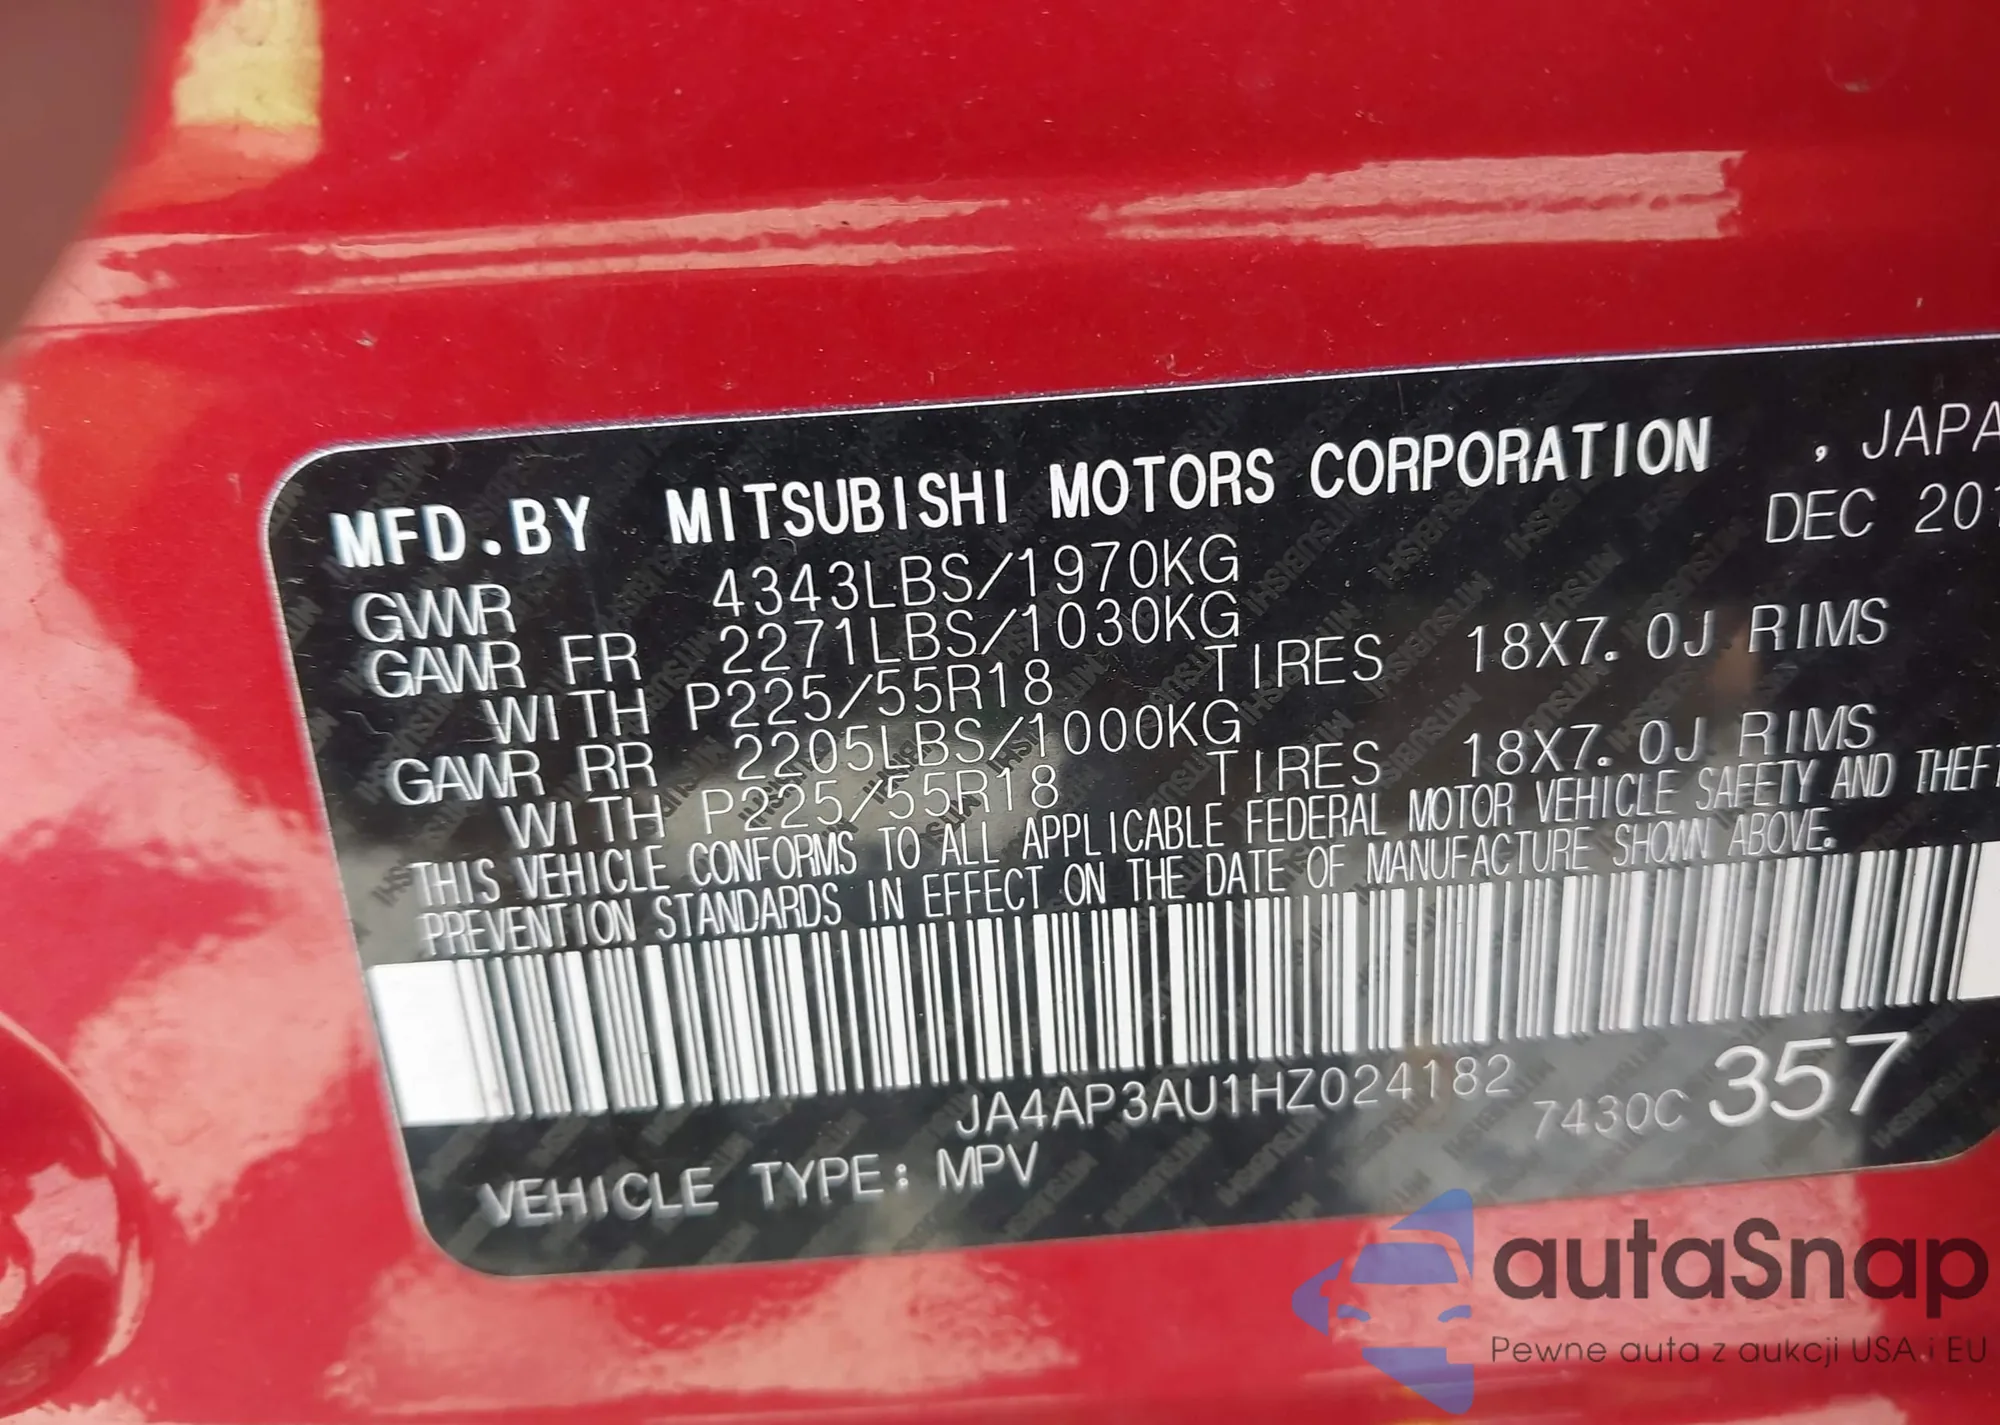 MFD.BY MITSUBISHI MOTORS CORPORATION , JAPA
DEC 201
GVWR 4343LBS/1970KG
GAWR FR 2271LBS/1030KG
WITH P225/55R18 TIRES 18X7.0J RIMS
GAWR RR 2205LBS/1000KG
WITH P225/55R18 TIRES 18X7.0J RIMS
THIS VEHICLE CONFORMS TO ALL APPLICABLE FEDERAL MOTOR VEHICLE SAFETY AND THEFT
PREVENTION STANDARDS IN EFFECT ON THE DATE OF MANUFACTURE SHOWN ABOVE.
JA4AP3AU1HZ024182 7430C 357
VEHICLE TYPE: MPV
autaSnap
Pewne auta z aukcji USA i EU